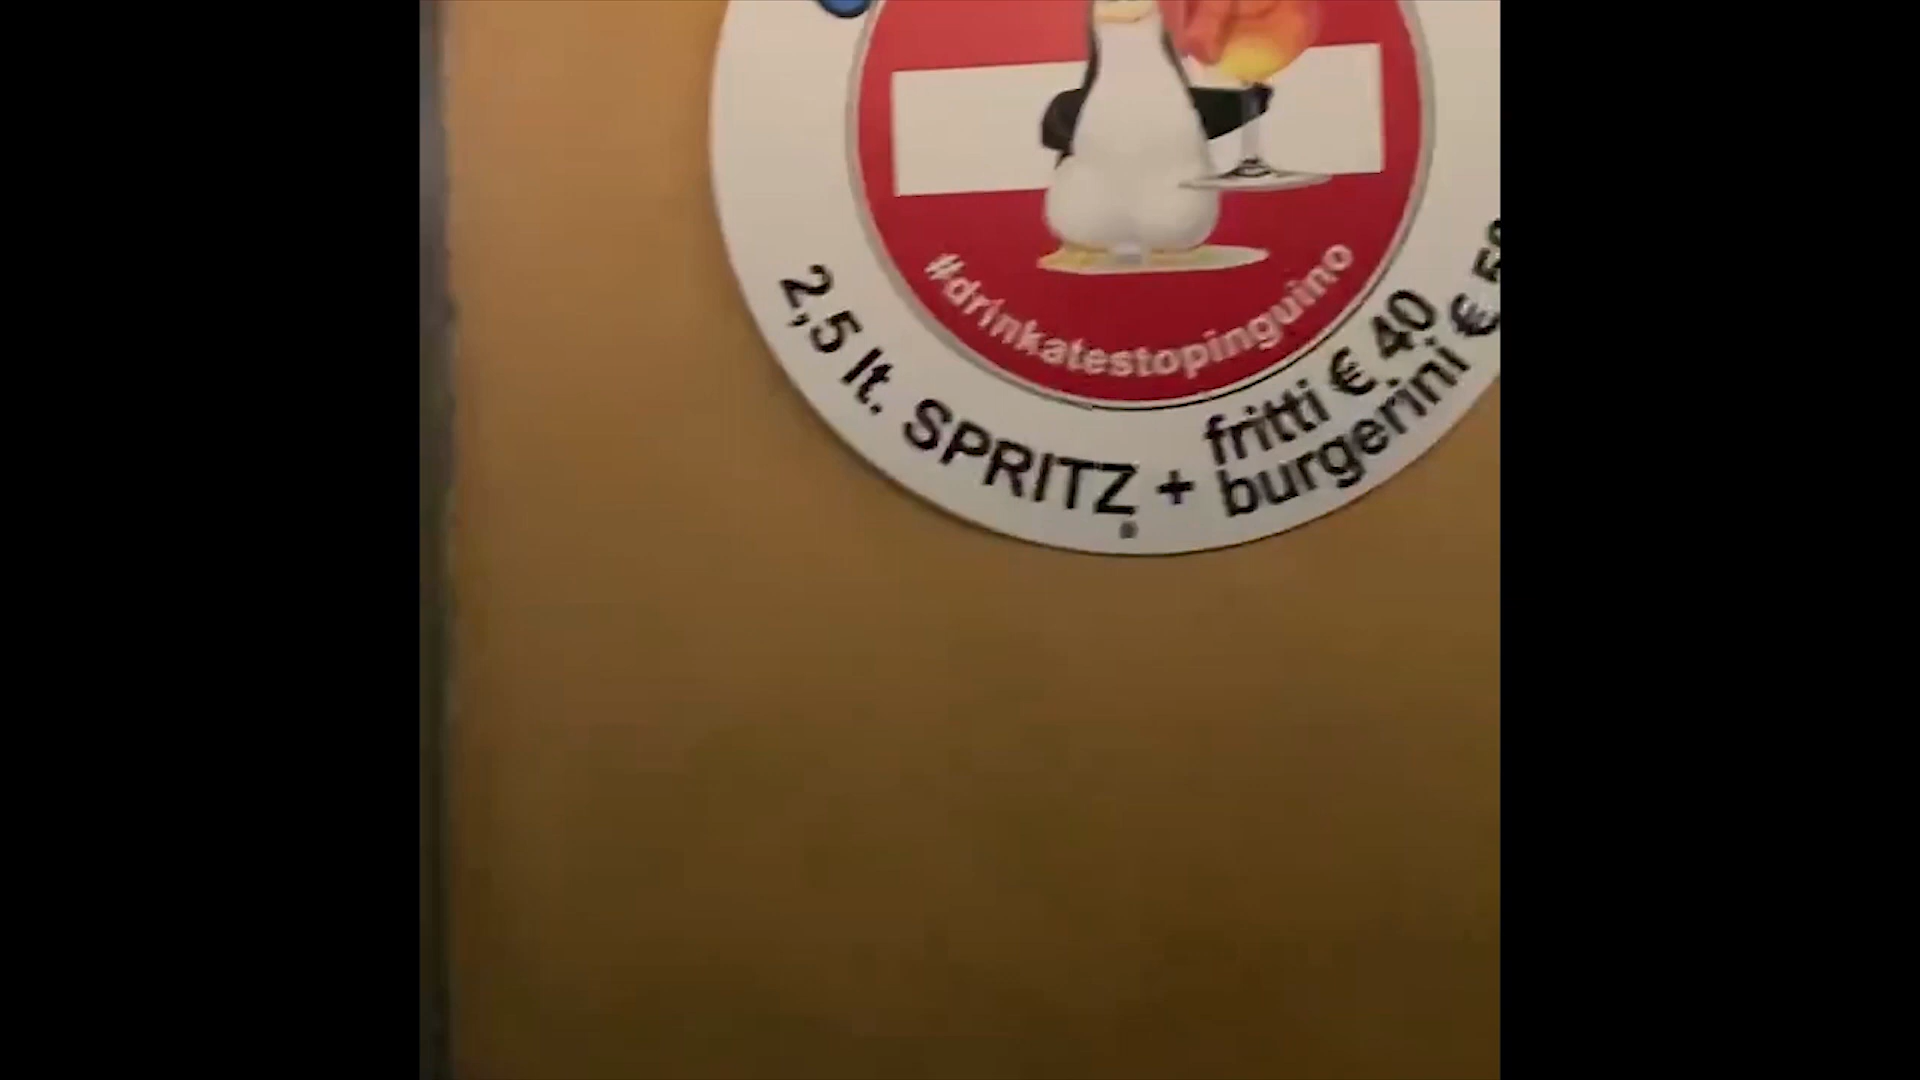 #drinkatestopinguino
2,5 lt. SPRITZ +
fritti € 40
burgerini €